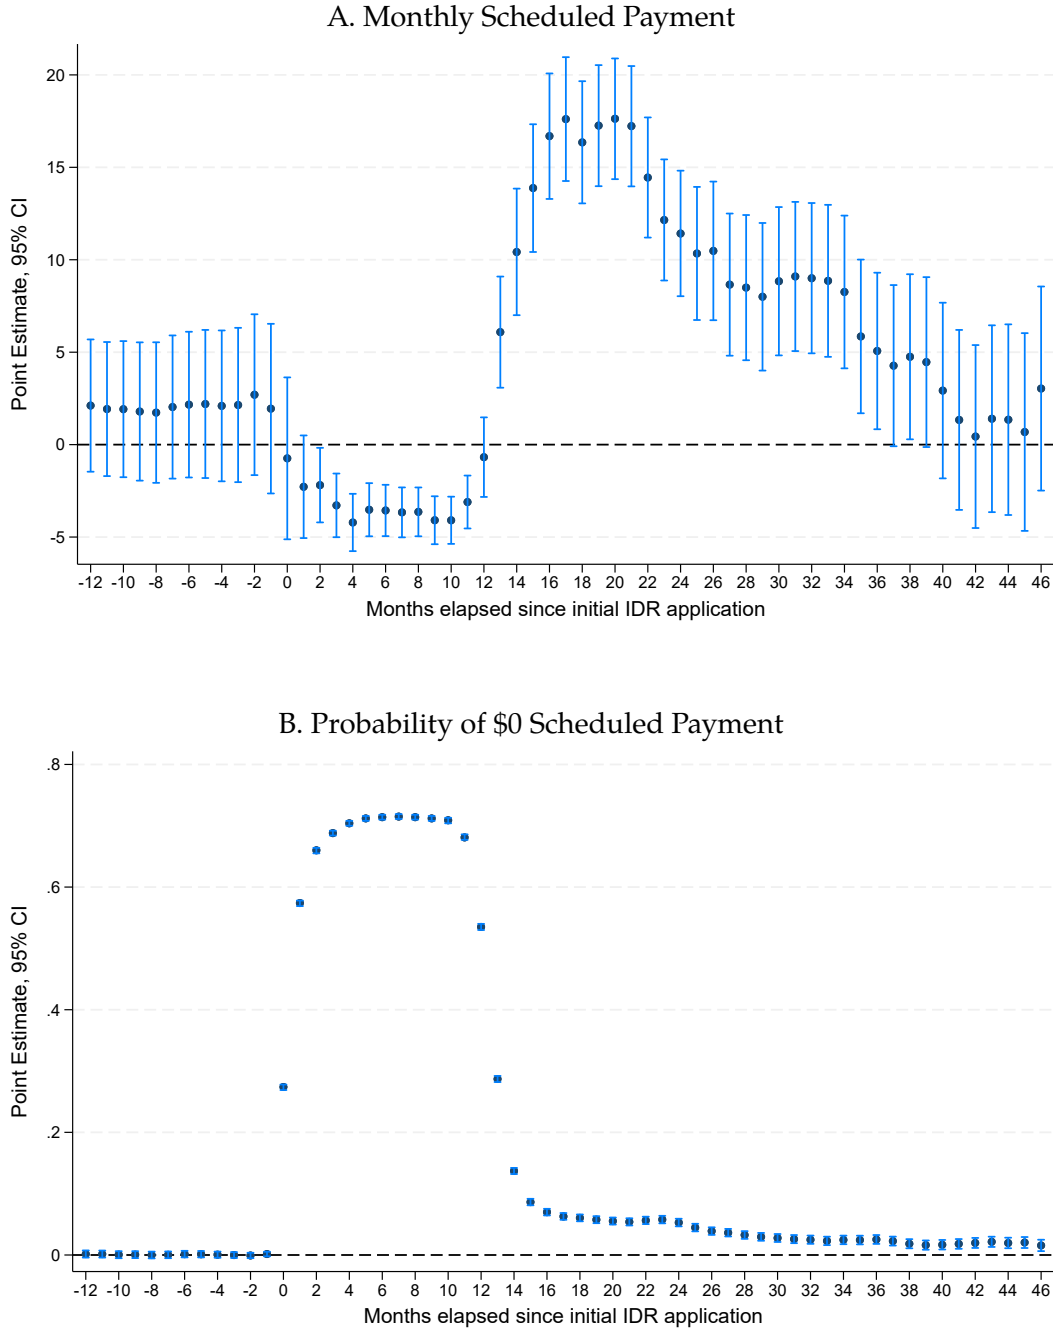 A. Monthly Scheduled Payment
20
15
10
5
0
-5
Point Estimate, 95% CI
-12 -10 -8 -6 -4 -2 0 2 4 6 8 10 12 14 16 18 20 22 24 26 28 30 32 34 36 38 40 42 44 46
Months elapsed since initial IDR application
B. Probability of $0 Scheduled Payment
.8
.6
.4
.2
0
Point Estimate, 95% CI
-12 -10 -8 -6 -4 -2 0 2 4 6 8 10 12 14 16 18 20 22 24 26 28 30 32 34 36 38 40 42 44 46
Months elapsed since initial IDR application